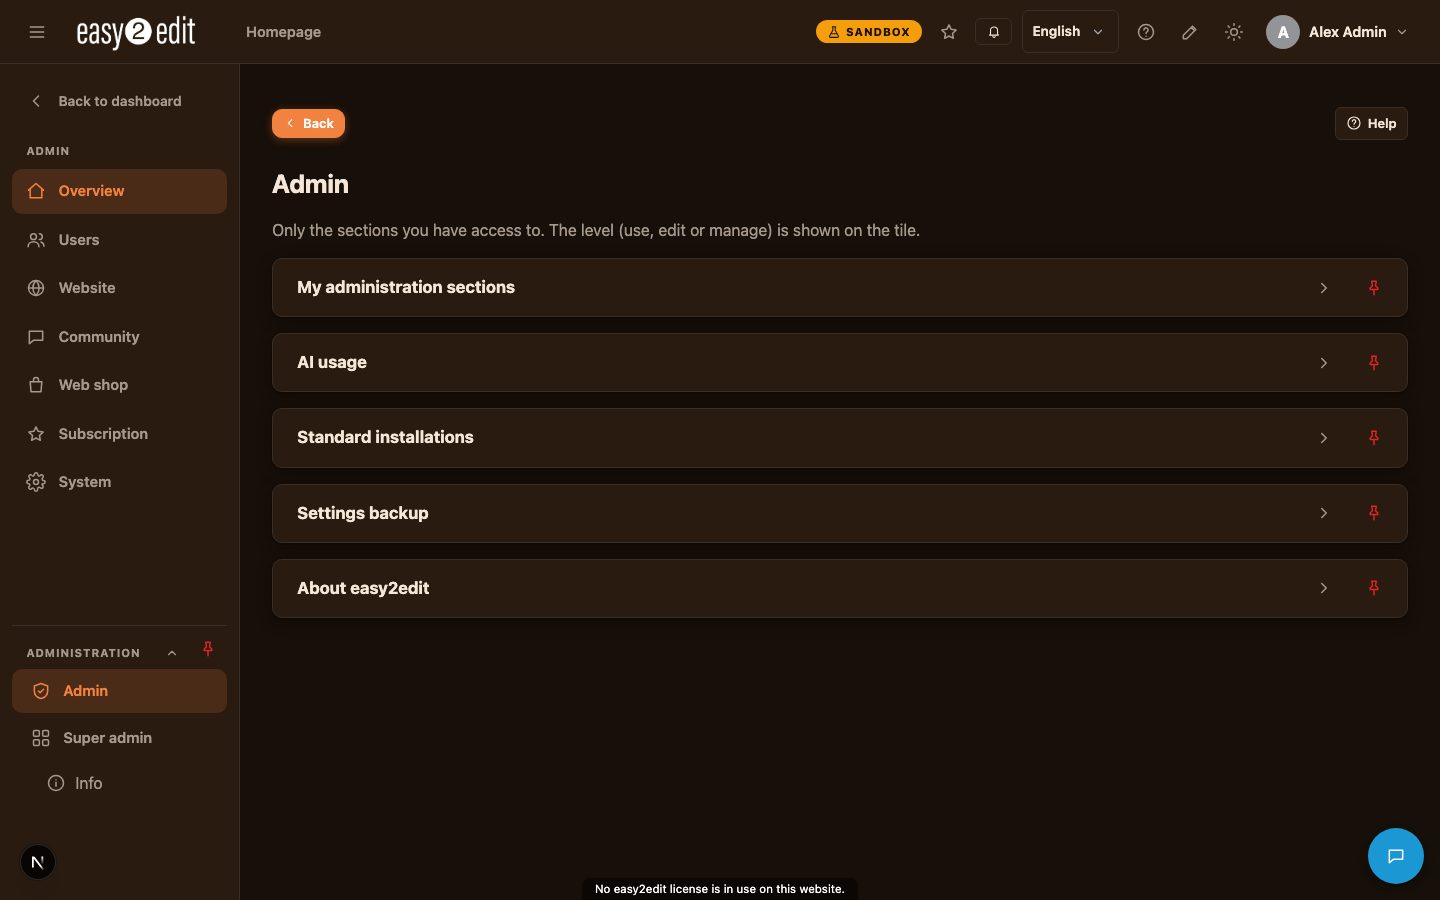 easy2edit
Homepage
SANDBOX
English
A
Alex Admin
Back to dashboard
ADMIN
Overview
Users
Website
Community
Web shop
Subscription
System
ADMINISTRATION
Admin
Super admin
Info
N
Back
Help
Admin
Only the sections you have access to. The level (use, edit or manage) is shown on the tile.
My administration sections
AI usage
Standard installations
Settings backup
About easy2edit
No easy2edit license is in use on this website.